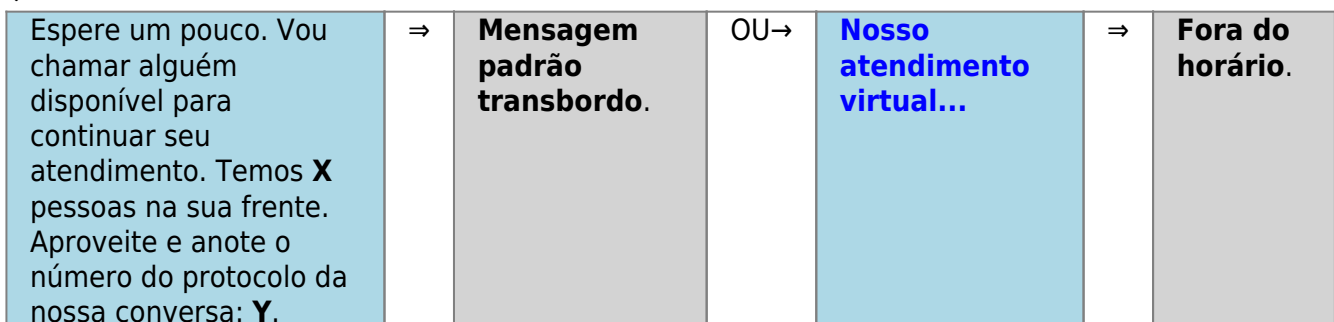 Espere um pouco. Vou
chamar alguém
disponível para
continuar seu
atendimento. Temos X
pessoas na sua frente.
Aproveite e anote o
número do protocolo da
nossa conversa: Y.
⇒
Mensagem
padrão
transbordo.
OU→
Nosso
atendimento
virtual...
⇒
Fora do
horário.